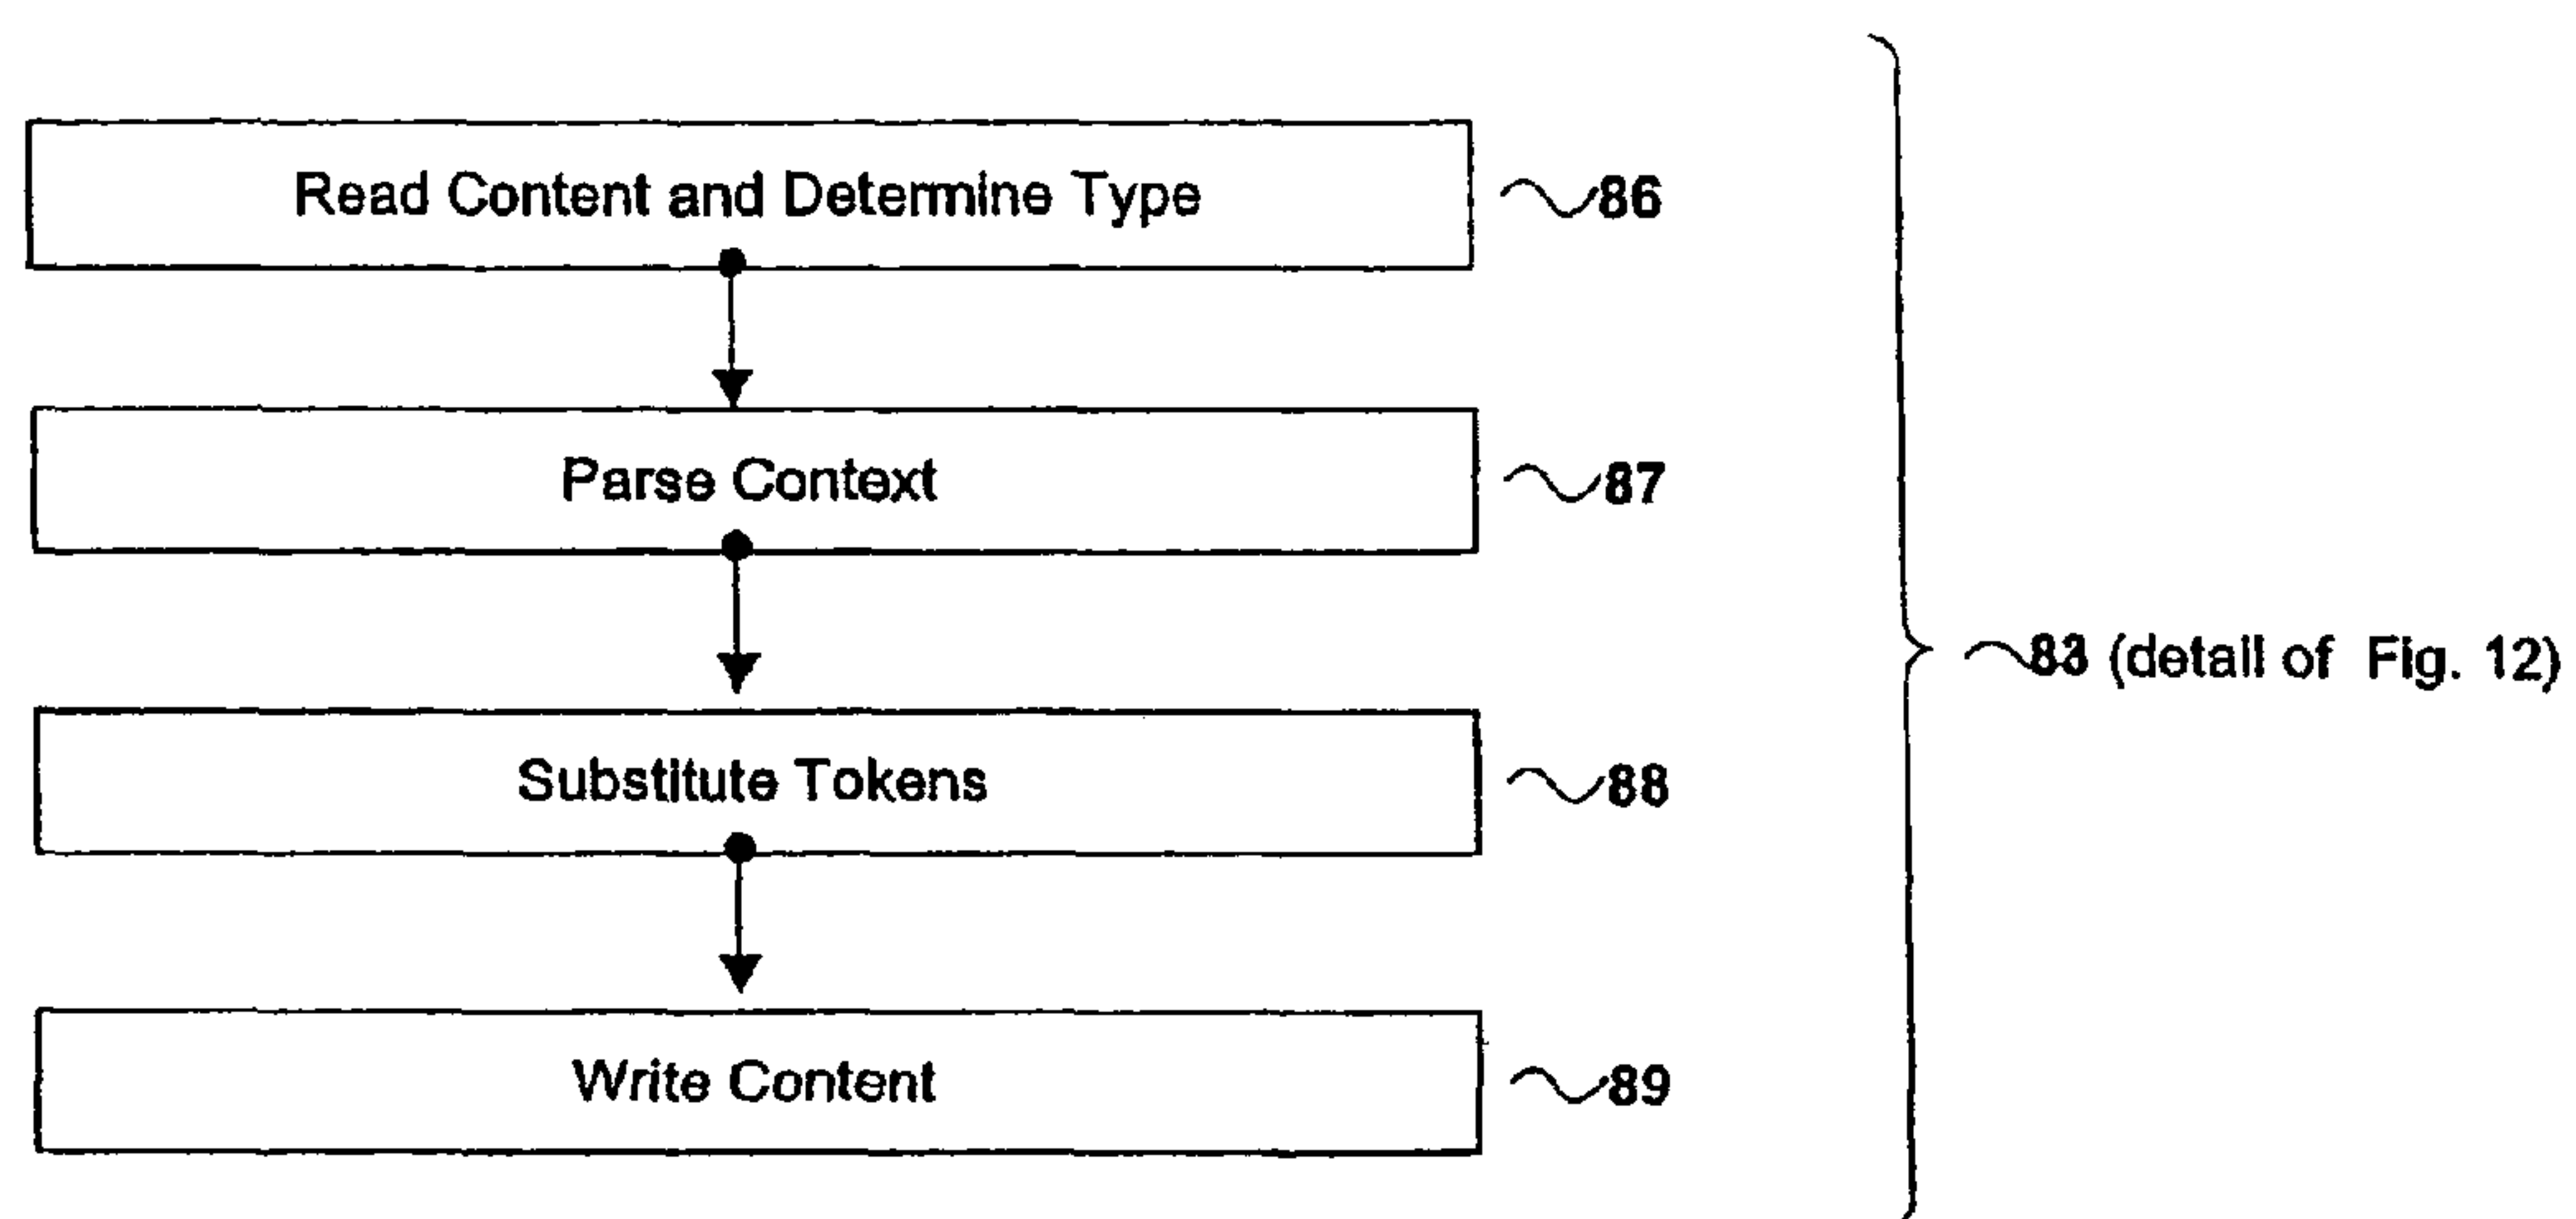 Read Content and Determine Type 86
Parse Context 87
83 (detail of Fig. 12)
Substitute Tokens 88
Write Content 89